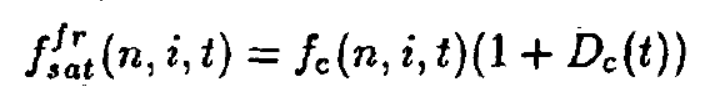 f_{sat}^{fr}(n, i, t) = f_c(n, i, t)(1 + D_c(t))